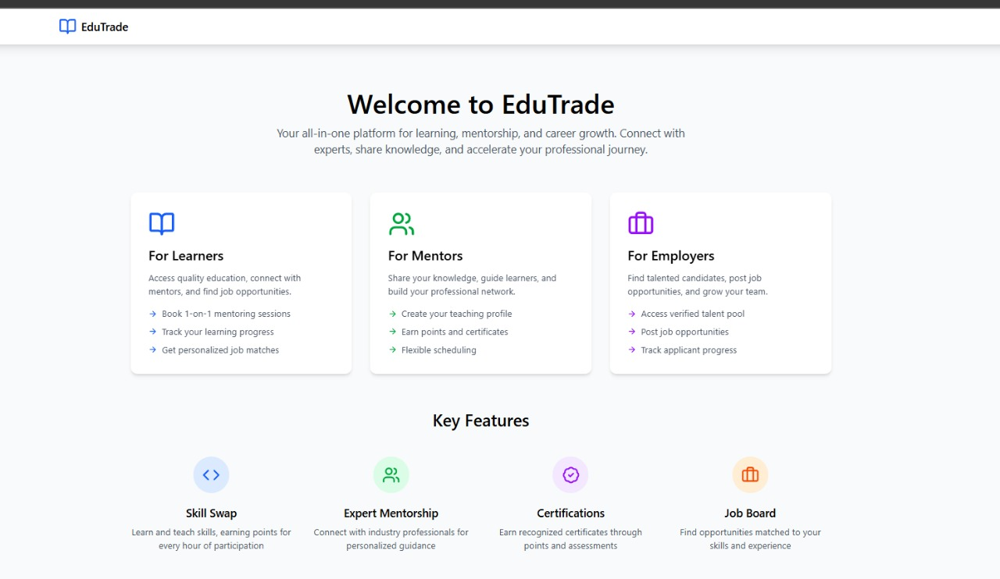 EduTrade
Welcome to EduTrade
Your all-in-one platform for learning, mentorship, and career growth. Connect with
experts, share knowledge, and accelerate your professional journey.
For Learners
Access quality education, connect with
mentors, and find job opportunities.
Book 1-on-1 mentoring sessions
Track your learning progress
Get personalized job matches
For Mentors
Share your knowledge, guide learners, and
build your professional network.
Create your teaching profile
Earn points and certificates
Flexible scheduling
For Employers
Find talented candidates, post job
opportunities, and grow your team.
Access verified talent pool
Post job opportunities
Track applicant progress
Key Features
Skill Swap
Learn and teach skills, earning points for
every hour of participation
Expert Mentorship
Connect with industry professionals for
personalized guidance
Certifications
Earn recognized certificates through
points and assessments
Job Board
Find opportunities matched to your
skills and experience